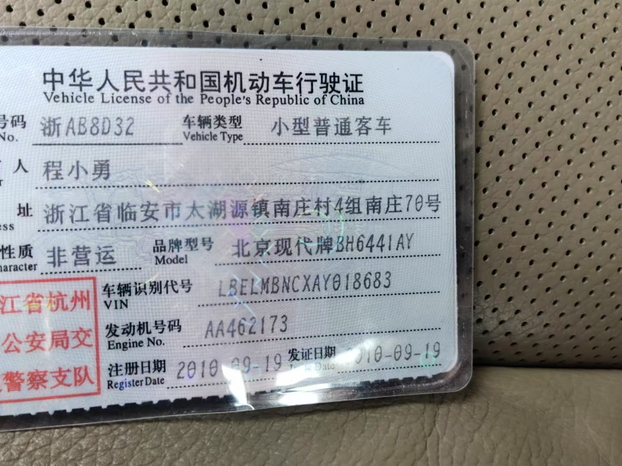 中华人民共和国机动车行驶证
Vehicle License of the People's Republic of China
号码 浙AB8D32 车辆类型 小型普通客车
No. Vehicle Type
人 程小勇
址 浙江省临安市太湖源镇南庄村4组南庄70号
ess
性质 非营运 品牌型号 北京现代牌BH6441AY
aracter Model
江省杭州 车辆识别代号 LBELMBNCXAY018683
VIN
公安局交 发动机号码 AA462173
Engine No.
警察支队 注册日期 2010-09-19 发证日期 2010-09-19
Register Date Date